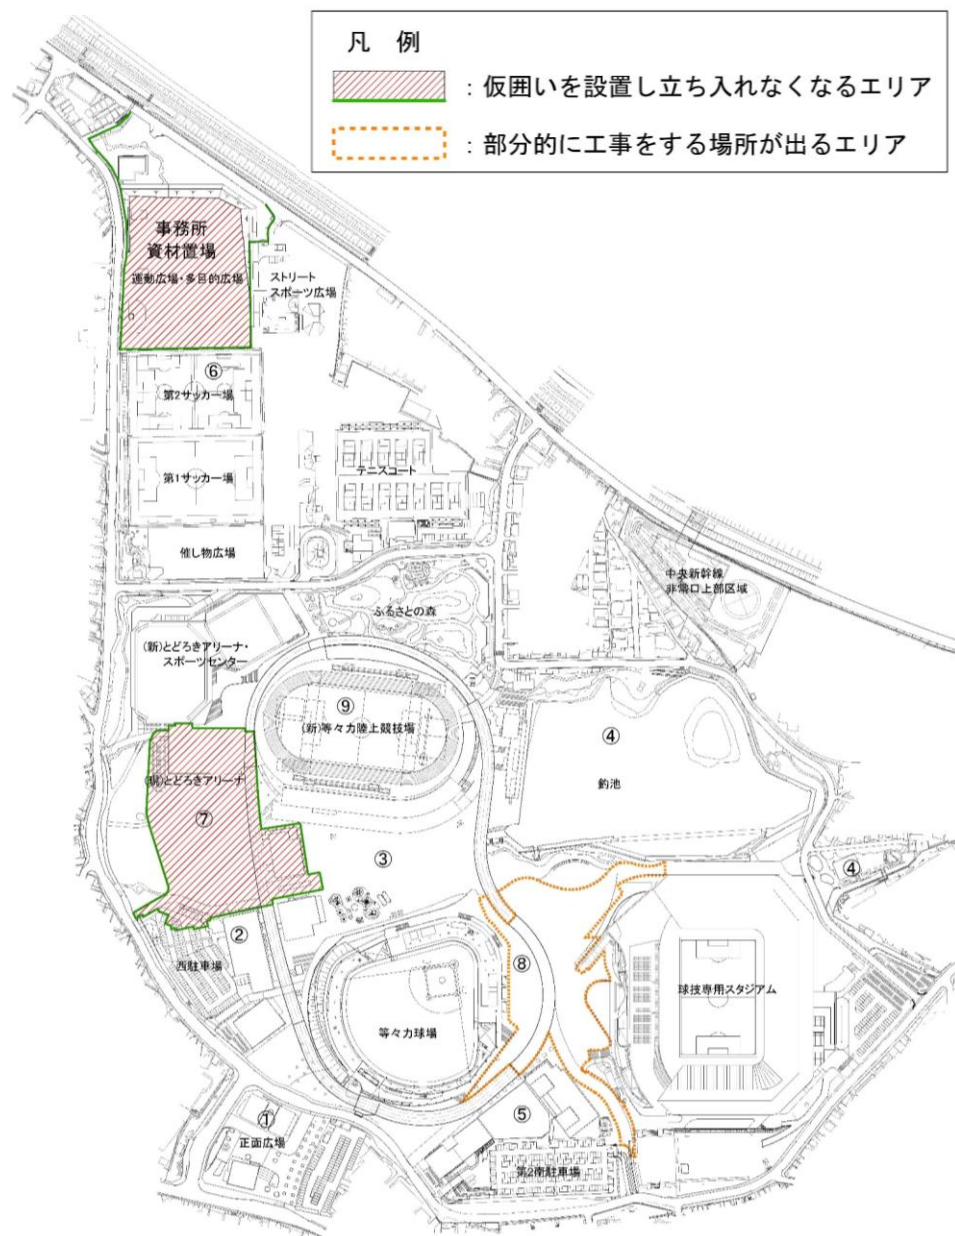 凡 例
：仮囲いを設置し立ち入れなくなるエリア
：部分的に工事をする場所が出るエリア
事務所
資材置場
運動広場・多目的広場
ストリート
スポーツ広場
⑥
第2サッカー場
第1サッカー場
テニスコート
催し物広場
中央新幹線
非常口上部区域
ふるさとの森
(新)とどろきアリーナ・
スポーツセンター
⑨
(新)等々力陸上競技場
④
釣池
(現)とどろきアリーナ
⑦
③
④
②
西駐車場
⑧
球技専用スタジアム
等々力球場
①
正面広場
⑤
第2南駐車場